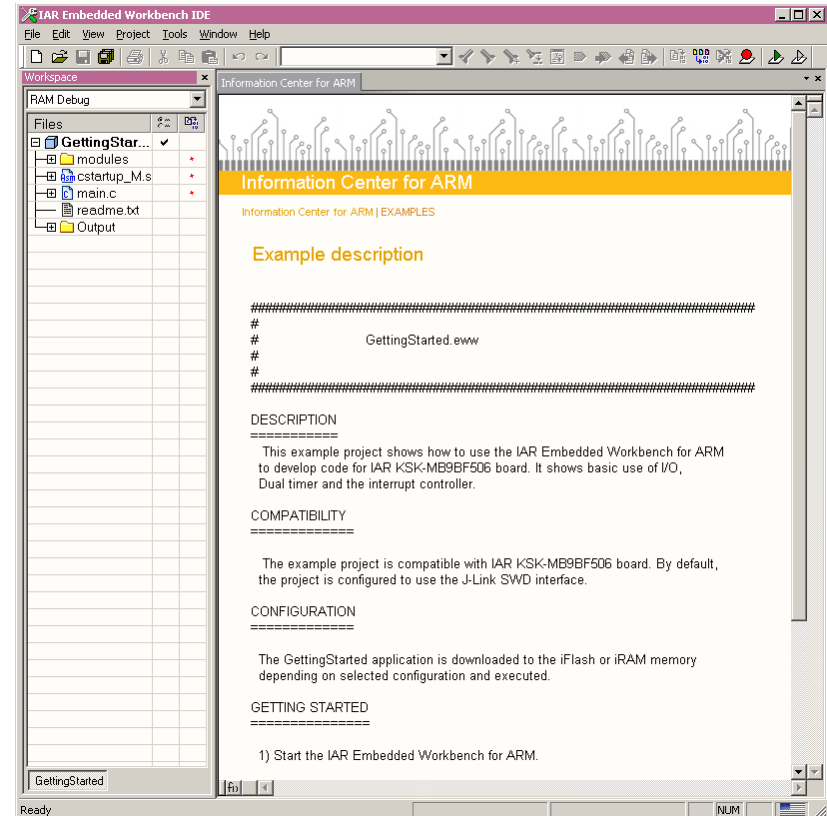 IAR Embedded Workbench IDE
File Edit View Project Tools Window Help
Workspace
RAM Debug
Files
GettingStar...
modules
cstartup_M.s
main.c
readme.txt
Output
GettingStarted
Information Center for ARM
Information Center for ARM
Information Center for ARM | EXAMPLES
Example description
#######################################################################
#
# GettingStarted.eww
#
#
#######################################################################
DESCRIPTION
===========
This example project shows how to use the IAR Embedded Workbench for ARM
to develop code for IAR KSK-MB9BF506 board. It shows basic use of I/O,
Dual timer and the interrupt controller.
COMPATIBILITY
=============
The example project is compatible with IAR KSK-MB9BF506 board. By default,
the project is configured to use the J-Link SWD interface.
CONFIGURATION
=============
The GettingStarted application is downloaded to the iFlash or iRAM memory
depending on selected configuration and executed.
GETTING STARTED
===============
1) Start the IAR Embedded Workbench for ARM.
Ready
NUM